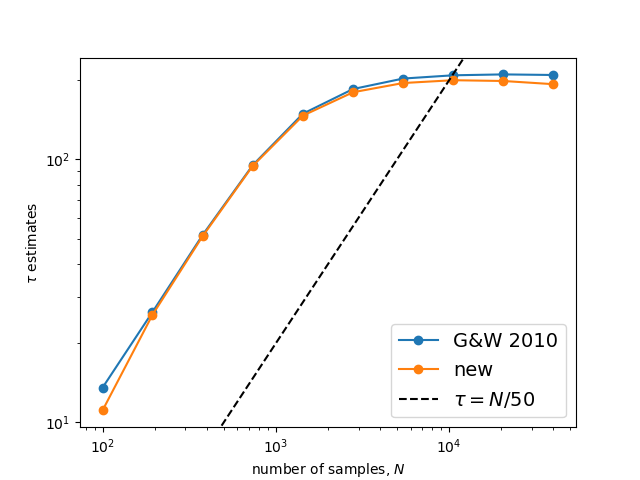 10²
10¹
τ estimates
10²
10³
10⁴
number of samples, N
G&W 2010
new
τ = N/50